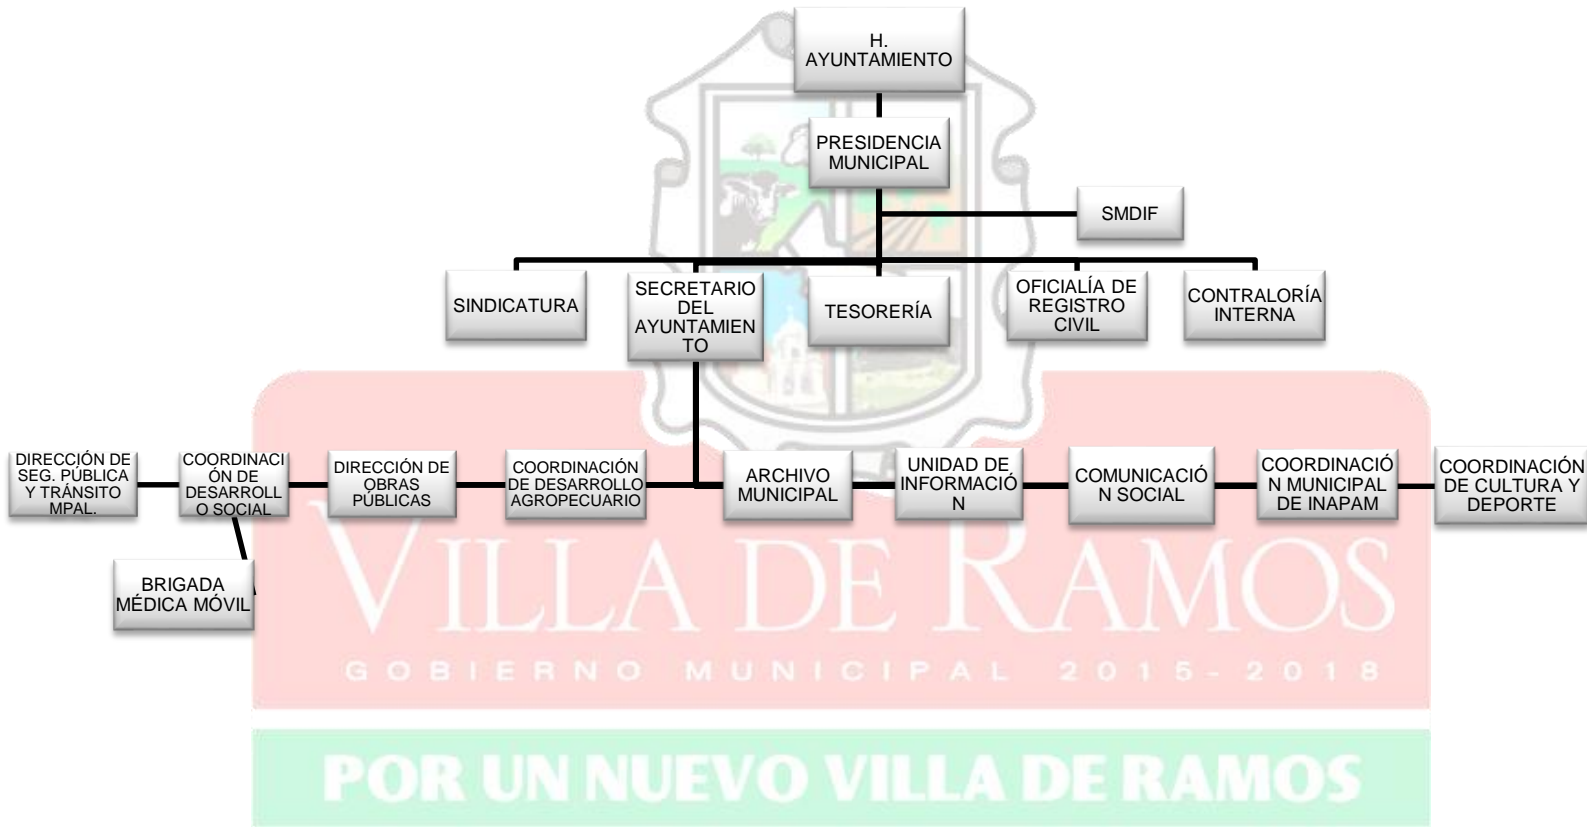 H.
AYUNTAMIENTO
PRESIDENCIA
MUNICIPAL
SMDIF
SINDICATURA
SECRETARIO
DEL
AYUNTAMIEN
TO
TESORERÍA
OFICIALÍA DE
REGISTRO
CIVIL
CONTRALORÍA
INTERNA
DIRECCIÓN DE
SEG. PÚBLICA
Y TRÁNSITO
MPAL.
COORDINACI
ÓN DE
DESARROLL
O SOCIAL
DIRECCIÓN DE
OBRAS
PÚBLICAS
COORDINACIÓN
DE DESARROLLO
AGROPECUARIO
ARCHIVO
MUNICIPAL
UNIDAD DE
INFORMACIÓ
N
COMUNICACIÓ
N SOCIAL
COORDINACIÓ
N MUNICIPAL
DE INAPAM
COORDINACIÓN
DE CULTURA Y
DEPORTE
BRIGADA
MÉDICA MÓVIL
VILLA DE RAMOS
GOBIERNO MUNICIPAL 2015-2018
POR UN NUEVO VILLA DE RAMOS